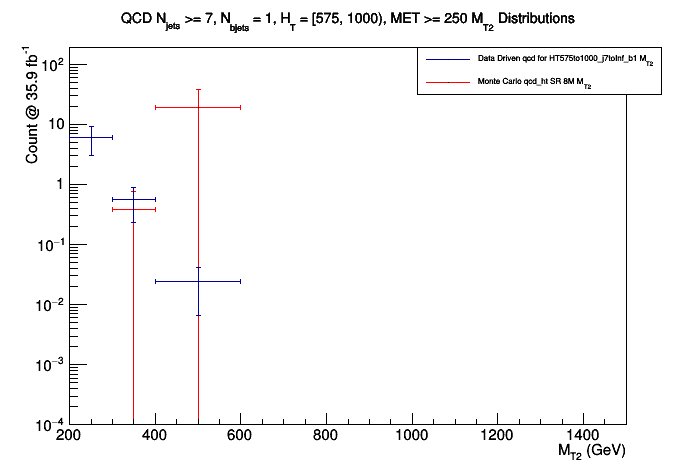 QCD N_jets >= 7, N_bjets = 1, H_T = [575, 1000), MET >= 250 M_T2 Distributions
Data Driven qcd for HT575to1000_j7toInf_b1 M_T2
Monte Carlo qcd_ht SR 8M M_T2
Count @ 35.9 fb^-1
10^2
10
1
10^-1
10^-2
10^-3
10^-4
200 400 600 800 1000 1200 1400
M_T2 (GeV)